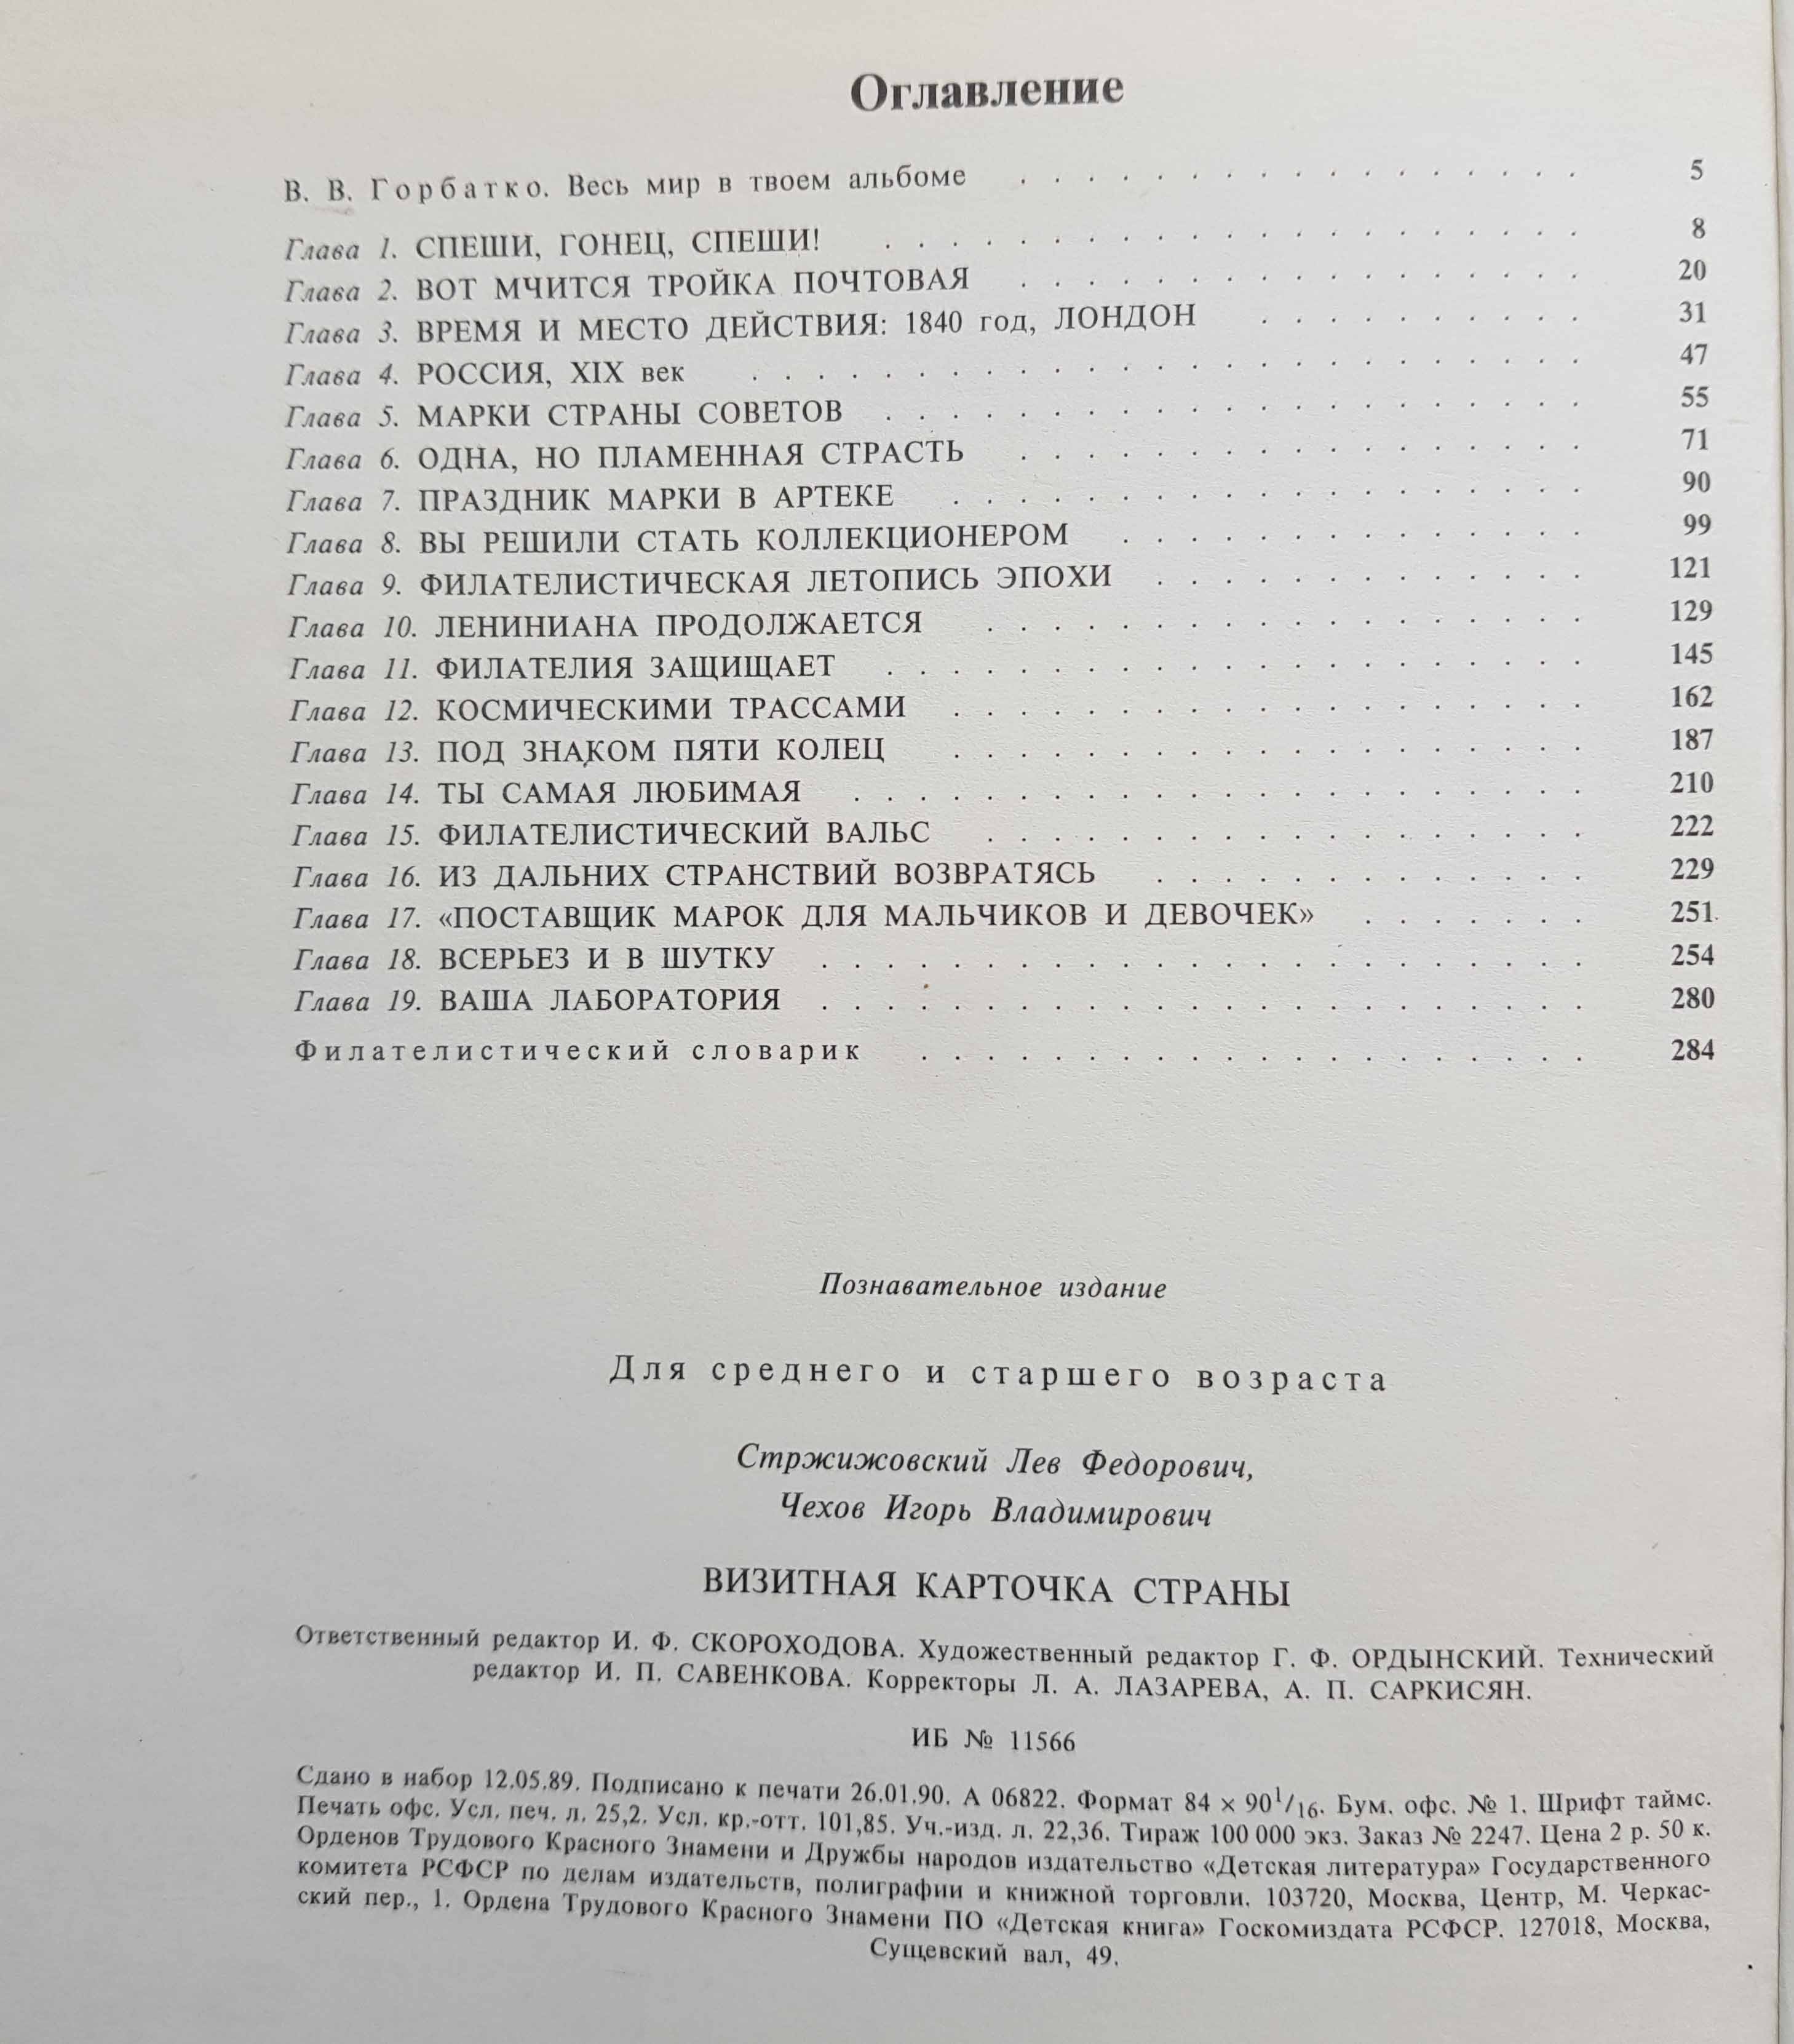 Оглавление
В. В. Горбатко. Весь мир в твоем альбоме . . . . . . . . . . . . . . . . . 5
Глава 1. СПЕШИ, ГОНЕЦ, СПЕШИ! . . . . . . . . . . . . . . . . . . . . . 8
Глава 2. ВОТ МЧИТСЯ ТРОЙКА ПОЧТОВАЯ . . . . . . . . . . . . . . . . . 20
Глава 3. ВРЕМЯ И МЕСТО ДЕЙСТВИЯ: 1840 год, ЛОНДОН . . . . . . . . . . 31
Глава 4. РОССИЯ, XIX век . . . . . . . . . . . . . . . . . . . . . . . . . 47
Глава 5. МАРКИ СТРАНЫ СОВЕТОВ . . . . . . . . . . . . . . . . . . . . . 55
Глава 6. ОДНА, НО ПЛАМЕННАЯ СТРАСТЬ . . . . . . . . . . . . . . . . . 71
Глава 7. ПРАЗДНИК МАРКИ В АРТЕКЕ . . . . . . . . . . . . . . . . . . . 90
Глава 8. ВЫ РЕШИЛИ СТАТЬ КОЛЛЕКЦИОНЕРОМ . . . . . . . . . . . . . . 99
Глава 9. ФИЛАТЕЛИСТИЧЕСКАЯ ЛЕТОПИСЬ ЭПОХИ . . . . . . . . . . . . . 121
Глава 10. ЛЕНИНИАНА ПРОДОЛЖАЕТСЯ . . . . . . . . . . . . . . . . . . 129
Глава 11. ФИЛАТЕЛИЯ ЗАЩИЩАЕТ . . . . . . . . . . . . . . . . . . . . . 145
Глава 12. КОСМИЧЕСКИМИ ТРАССАМИ . . . . . . . . . . . . . . . . . . . 162
Глава 13. ПОД ЗНАКОМ ПЯТИ КОЛЕЦ . . . . . . . . . . . . . . . . . . . 187
Глава 14. ТЫ САМАЯ ЛЮБИМАЯ . . . . . . . . . . . . . . . . . . . . . . 210
Глава 15. ФИЛАТЕЛИСТИЧЕСКИЙ ВАЛЬС . . . . . . . . . . . . . . . . . . 222
Глава 16. ИЗ ДАЛЬНИХ СТРАНСТВИЙ ВОЗВРАТЯСЬ . . . . . . . . . . . . . 229
Глава 17. «ПОСТАВЩИК МАРОК ДЛЯ МАЛЬЧИКОВ И ДЕВОЧЕК» . . . . . . . 251
Глава 18. ВСЕРЬЕЗ И В ШУТКУ . . . . . . . . . . . . . . . . . . . . . . . 254
Глава 19. ВАША ЛАБОРАТОРИЯ . . . . . . . . . . . . . . . . . . . . . . . 280
Филателистический словарик . . . . . . . . . . . . . . . . . . . . 284
Познавательное издание
Для среднего и старшего возраста
Стржижовский Лев Федорович,
Чехов Игорь Владимирович
ВИЗИТНАЯ КАРТОЧКА СТРАНЫ
Ответственный редактор И. Ф. СКОРОХОДОВА. Художественный редактор Г. Ф. ОРДЫНСКИЙ. Технический
редактор И. П. САВЕНКОВА. Корректоры Л. А. ЛАЗАРЕВА, А. П. САРКИСЯН.
ИБ № 11566
Сдано в набор 12.05.89. Подписано к печати 26.01.90. А 06822. Формат 84 × 90¹/₁₆. Бум. офс. № 1. Шрифт таймс.
Печать офс. Усл. печ. л. 25,2. Усл. кр.-отт. 101,85. Уч.-изд. л. 22,36. Тираж 100 000 экз. Заказ № 2247. Цена 2 р. 50 к.
Орденов Трудового Красного Знамени и Дружбы народов издательство «Детская литература» Государственного
комитета РСФСР по делам издательств, полиграфии и книжной торговли. 103720, Москва, Центр, М. Черкас-
ский пер., 1. Ордена Трудового Красного Знамени ПО «Детская книга» Госкомиздата РСФСР. 127018, Москва,
Сущевский вал, 49.